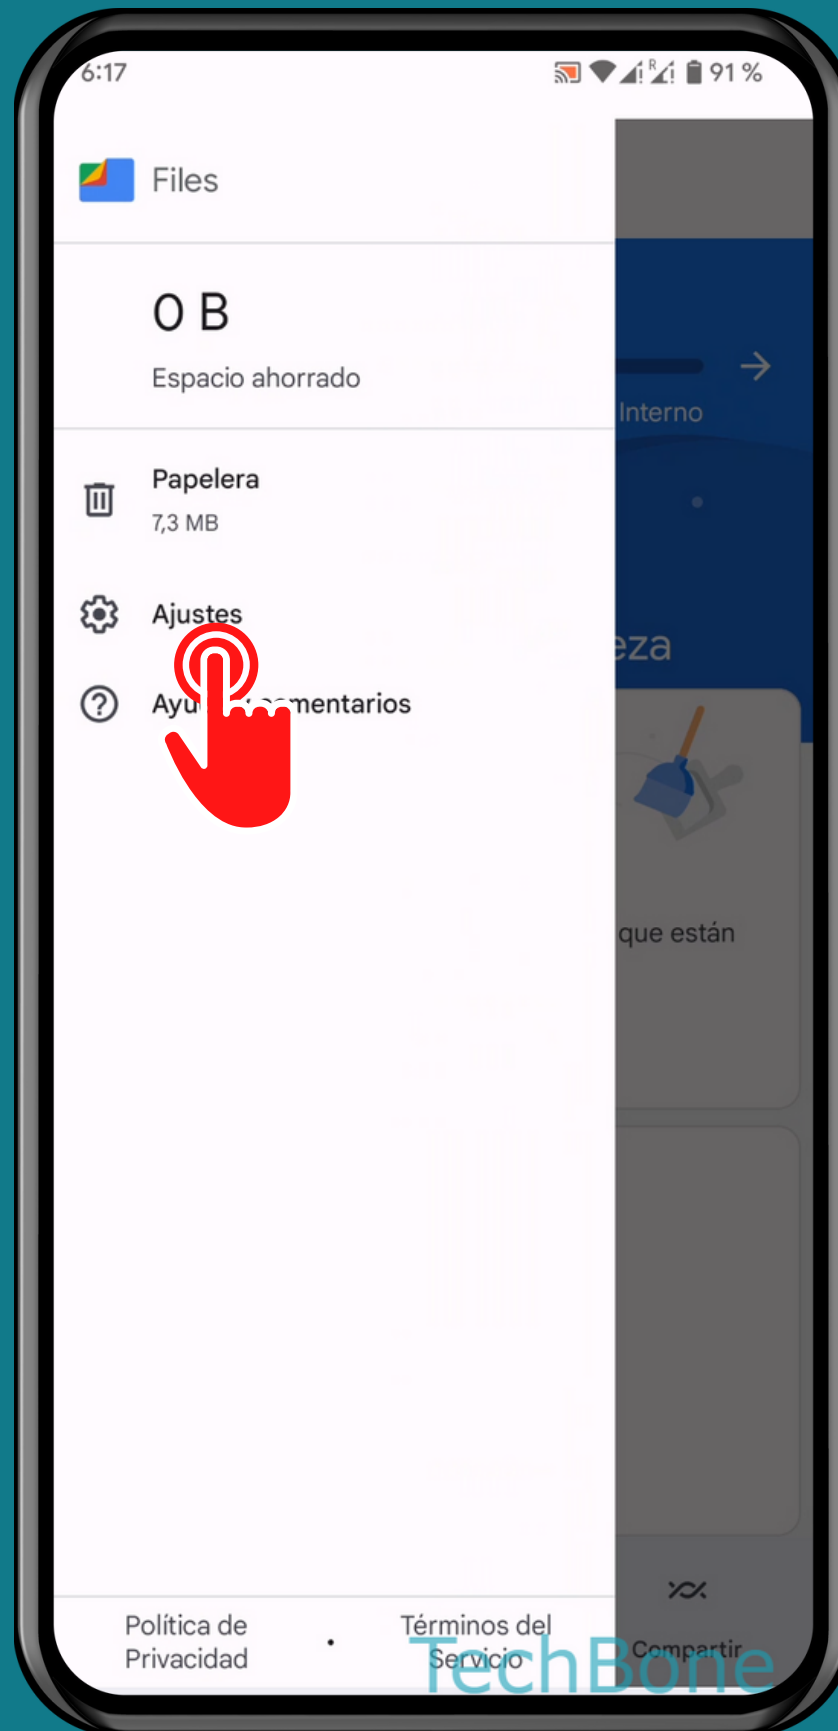 6:17
R
91 %
Files
0 B
Espacio ahorrado
Interno
Papelera
7,3 MB
Ajustes
eza
comentarios
que están
Política de
Privacidad
·
Términos del
Servicio
Compartir
TechBone